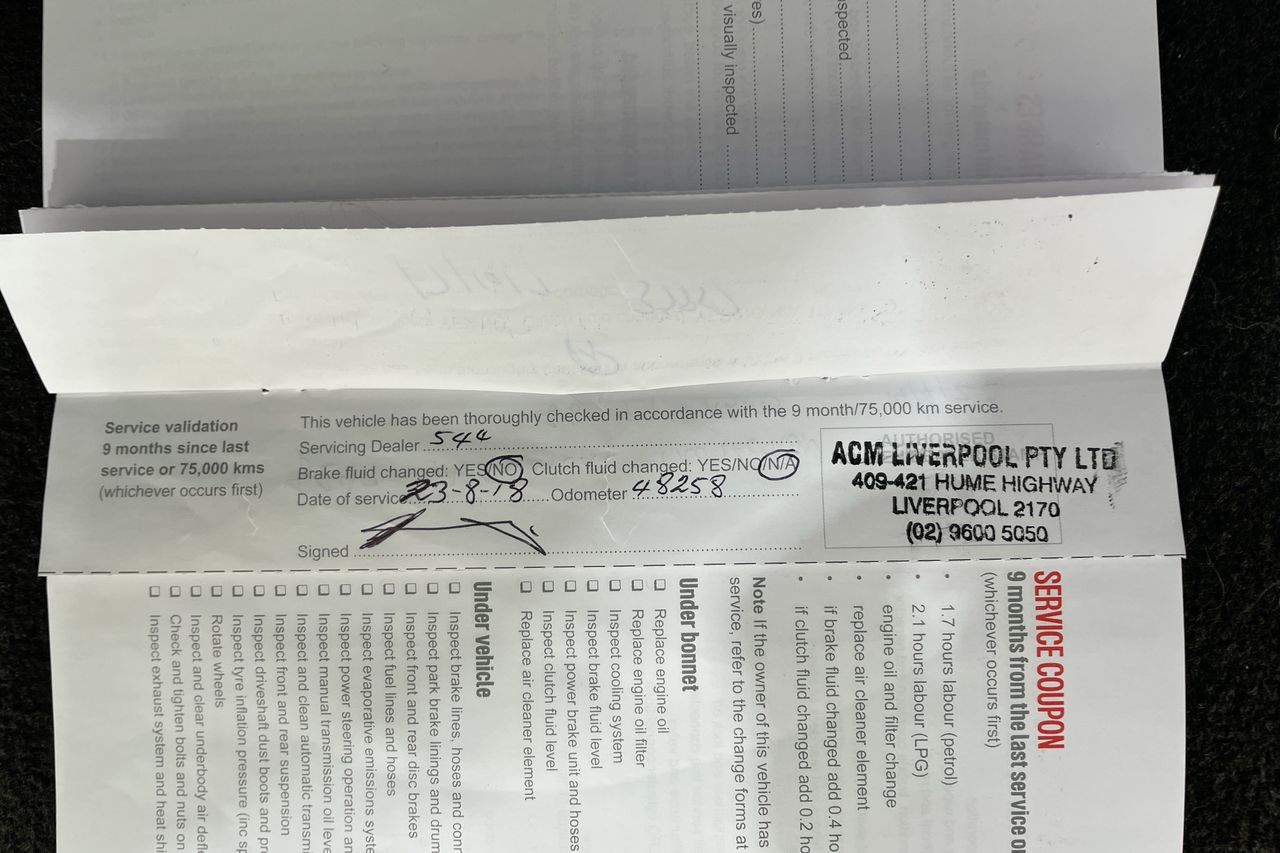 visually inspected
es)
spected
Service validation
9 months since last
service or 75,000 kms
(whichever occurs first)
This vehicle has been thoroughly checked in accordance with the 9 month/75,000 km service.
Servicing Dealer 544
Brake fluid changed: YES/NO Clutch fluid changed: YES/NO/N/A
Date of service 23-8-18 Odometer 48258
Signed
AUTHORISED
ACM LIVERPOOL PTY LTD
409-421 HUME HIGHWAY
LIVERPOOL 2170
(02) 9600 5050
SERVICE COUPON
9 months from the last service o
(whichever occurs first)
• 1.7 hours labour (petrol)
• 2.1 hours labour (LPG)
• engine oil and filter change
• replace air cleaner element
• if brake fluid changed add 0.4 ho
• if clutch fluid changed add 0.2 ho
Note If the owner of this vehicle has
service, refer to the change forms at
Under bonnet
❑ Replace engine oil
❑ Replace engine oil filter
❑ Inspect cooling system
❑ Inspect brake fluid level
❑ Inspect power brake unit and hoses
❑ Inspect clutch fluid level
❑ Replace air cleaner element
Under vehicle
❑ Inspect brake lines, hoses and conn
❑ Inspect park brake linings and drum
❑ Inspect front and rear disc brakes
❑ Inspect fuel lines and hoses
❑ Inspect evaporative emissions syste
❑ Inspect power steering operation an
❑ Inspect manual transmission oil leve
❑ Inspect and clean automatic transmi
❑ Inspect front and rear suspension
❑ Inspect driveshaft dust boots and pr
❑ Inspect tyre inflation pressure (inc sp
❑ Rotate wheels
❑ Inspect and clear underbody air defle
❑ Check and tighten bolts and nuts on
❑ Inspect exhaust system and heat shi